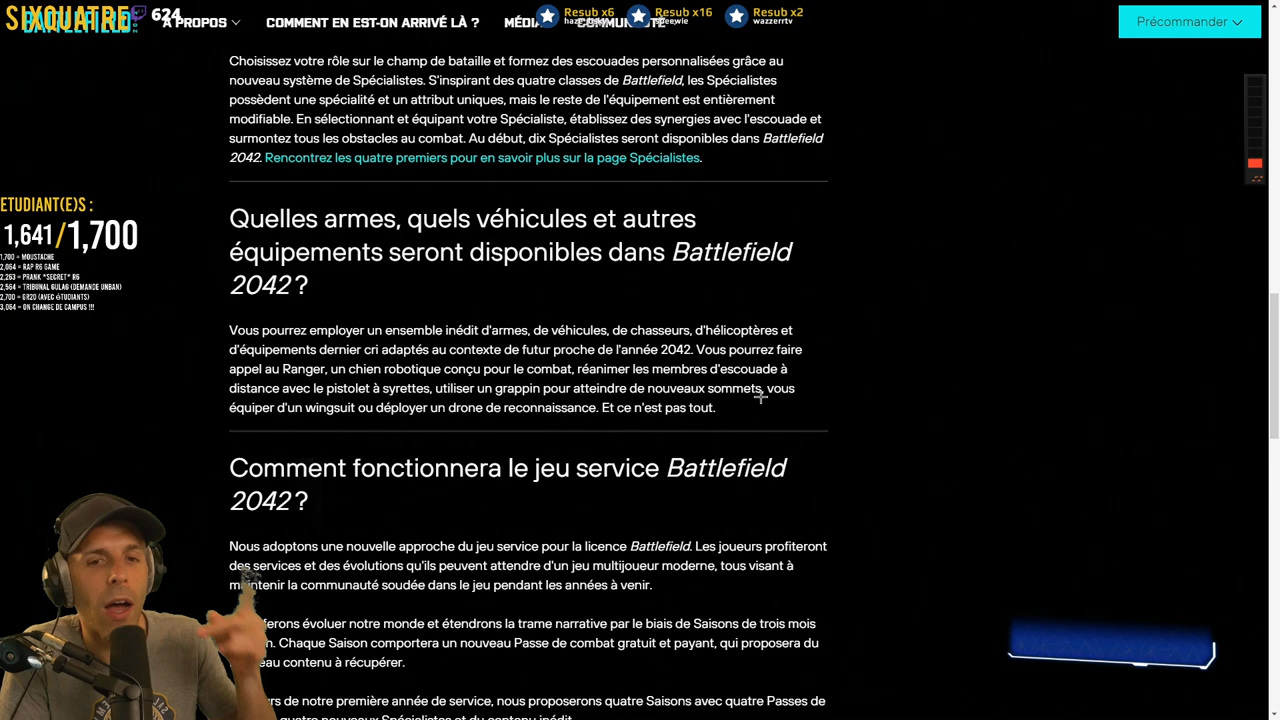 SIXQUATRE
BATTLEFIELD
624
À PROPOS
COMMENT EN EST-ON ARRIVÉ LÀ ?
Resub x6
Resub x16
speewie
Resub x2
wazzerrtv
Précommander
Choisissez votre rôle sur le champ de bataille et formez des escouades personnalisées grâce au
nouveau système de Spécialistes. S'inspirant des quatre classes de Battlefield, les Spécialistes
possèdent une spécialité et un attribut uniques, mais le reste de l'équipement est entièrement
modifiable. En sélectionnant et équipant votre Spécialiste, établissez des synergies avec l'escouade et
surmontez tous les obstacles au combat. Au début, dix Spécialistes seront disponibles dans Battlefield
2042. Rencontrez les quatre premiers pour en savoir plus sur la page Spécialistes.
ETUDIANT(E)S :
1,641/1,700
1,700 = MOUSTACHE
2,064 = RAP R6 GAME
2,263 = PRANK *SECRET* R6
2,564 = TRIBUNAL GULAG (DEMANDE UNBAN)
2,700 = GR20 (AVEC ÉTUDIANTS)
3,064 = ON CHANGE DE CAMPUS !!!
Quelles armes, quels véhicules et autres
équipements seront disponibles dans Battlefield
2042 ?
Vous pourrez employer un ensemble inédit d'armes, de véhicules, de chasseurs, d'hélicoptères et
d'équipements dernier cri adaptés au contexte de futur proche de l'année 2042. Vous pourrez faire
appel au Ranger, un chien robotique conçu pour le combat, réanimer les membres d'escouade à
distance avec le pistolet à syrettes, utiliser un grappin pour atteindre de nouveaux sommets, vous
équiper d'un wingsuit ou déployer un drone de reconnaissance. Et ce n'est pas tout.
Comment fonctionnera le jeu service Battlefield
2042 ?
Nous adoptons une nouvelle approche du jeu service pour la licence Battlefield. Les joueurs profiteront
des services et des évolutions qu'ils peuvent attendre d'un jeu multijoueur moderne, tous visant à
maintenir la communauté soudée dans le jeu pendant les années à venir.
ferons évoluer notre monde et étendrons la trame narrative par le biais de Saisons de trois mois
Chaque Saison comportera un nouveau Passe de combat gratuit et payant, qui proposera du
contenu à récupérer.
de notre première année de service, nous proposerons quatre Saisons avec quatre Passes de
quatre nouveaux Spécialistes et du contenu inédit.